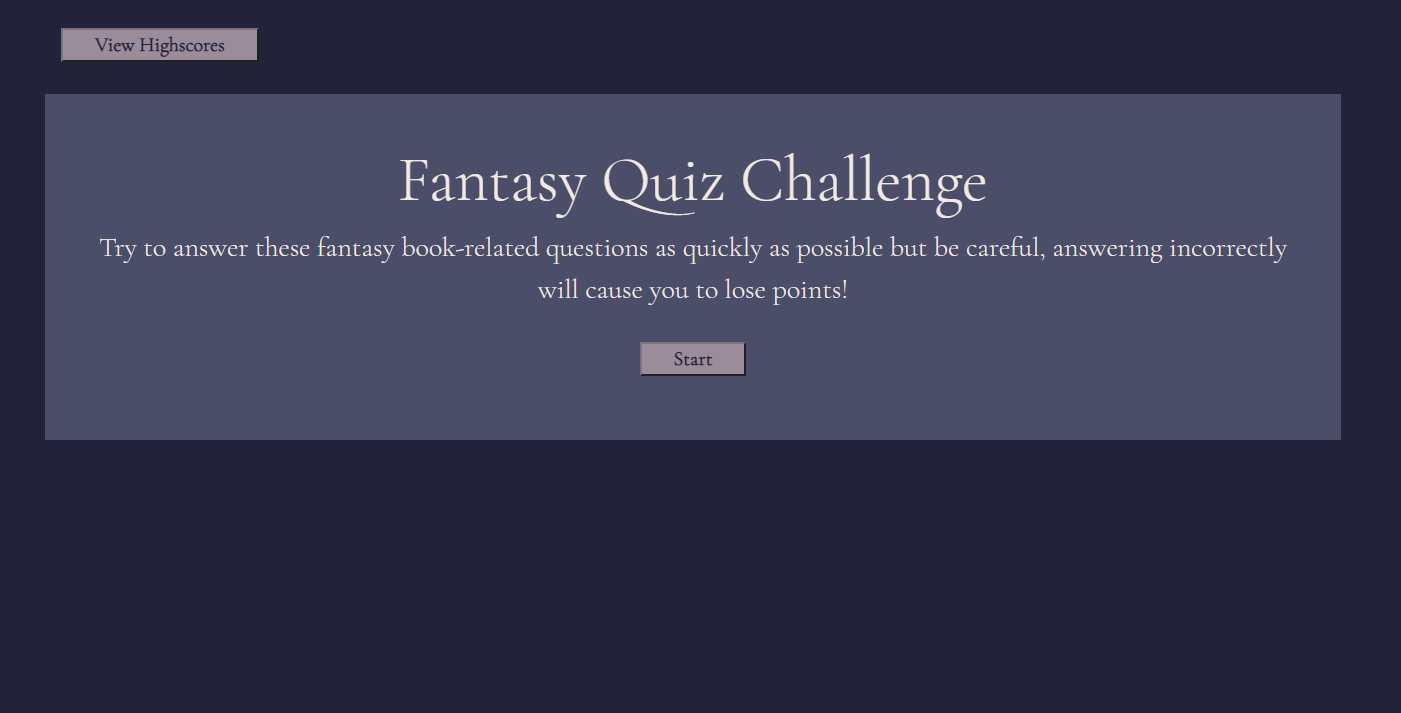 View Highscores
Fantasy Quiz Challenge
Try to answer these fantasy book-related questions as quickly as possible but be careful, answering incorrectly
will cause you to lose points!
Start